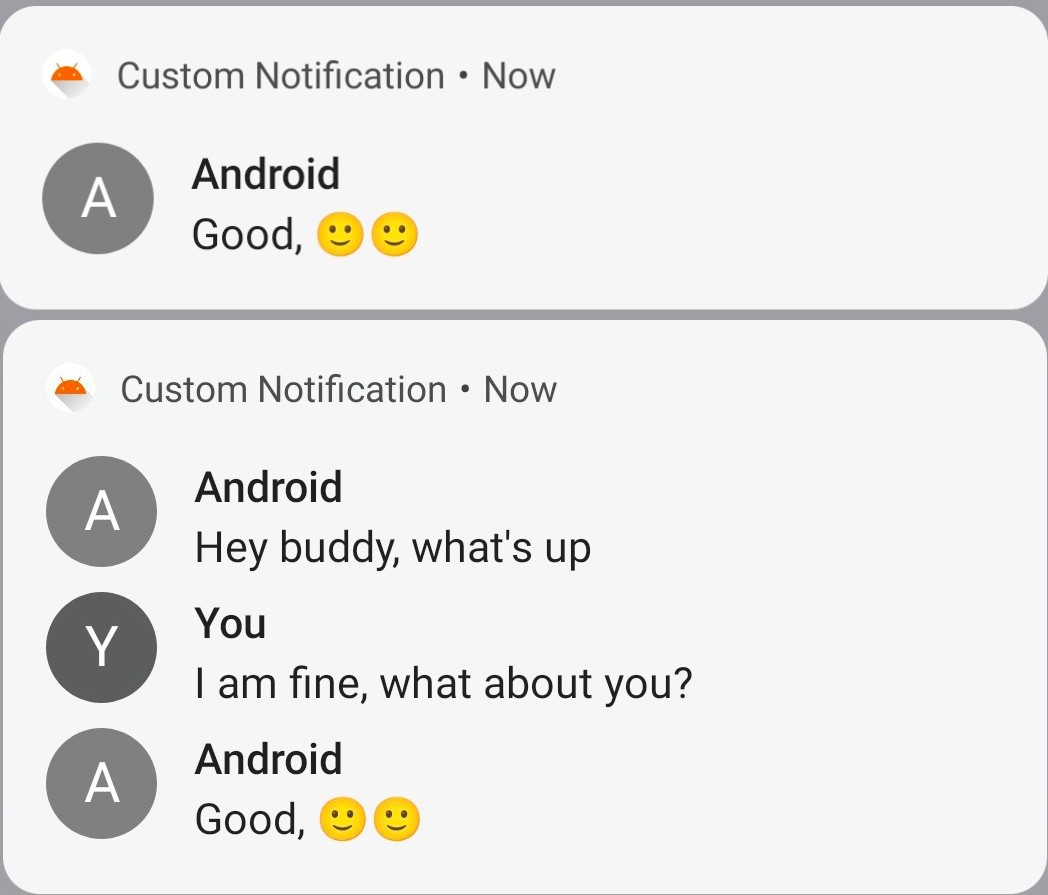 Custom Notification • Now
A
Android
Good, 🙂🙂
Custom Notification • Now
A
Android
Hey buddy, what's up
Y
You
I am fine, what about you?
A
Android
Good, 🙂🙂